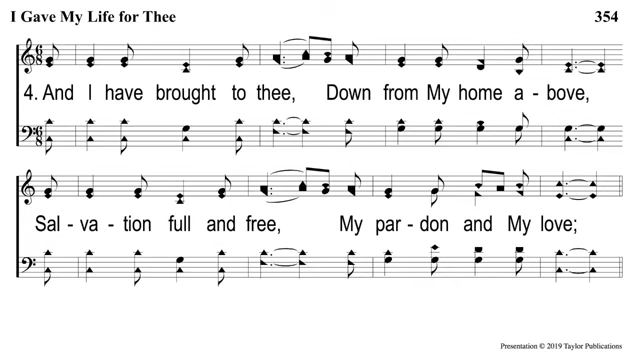 I Gave My Life for Thee 354
4. And I have brought to thee, Down from My home a - bove,
Sal - va - tion full and free, My par - don and My love;
Presentation © 2019 Taylor Publications